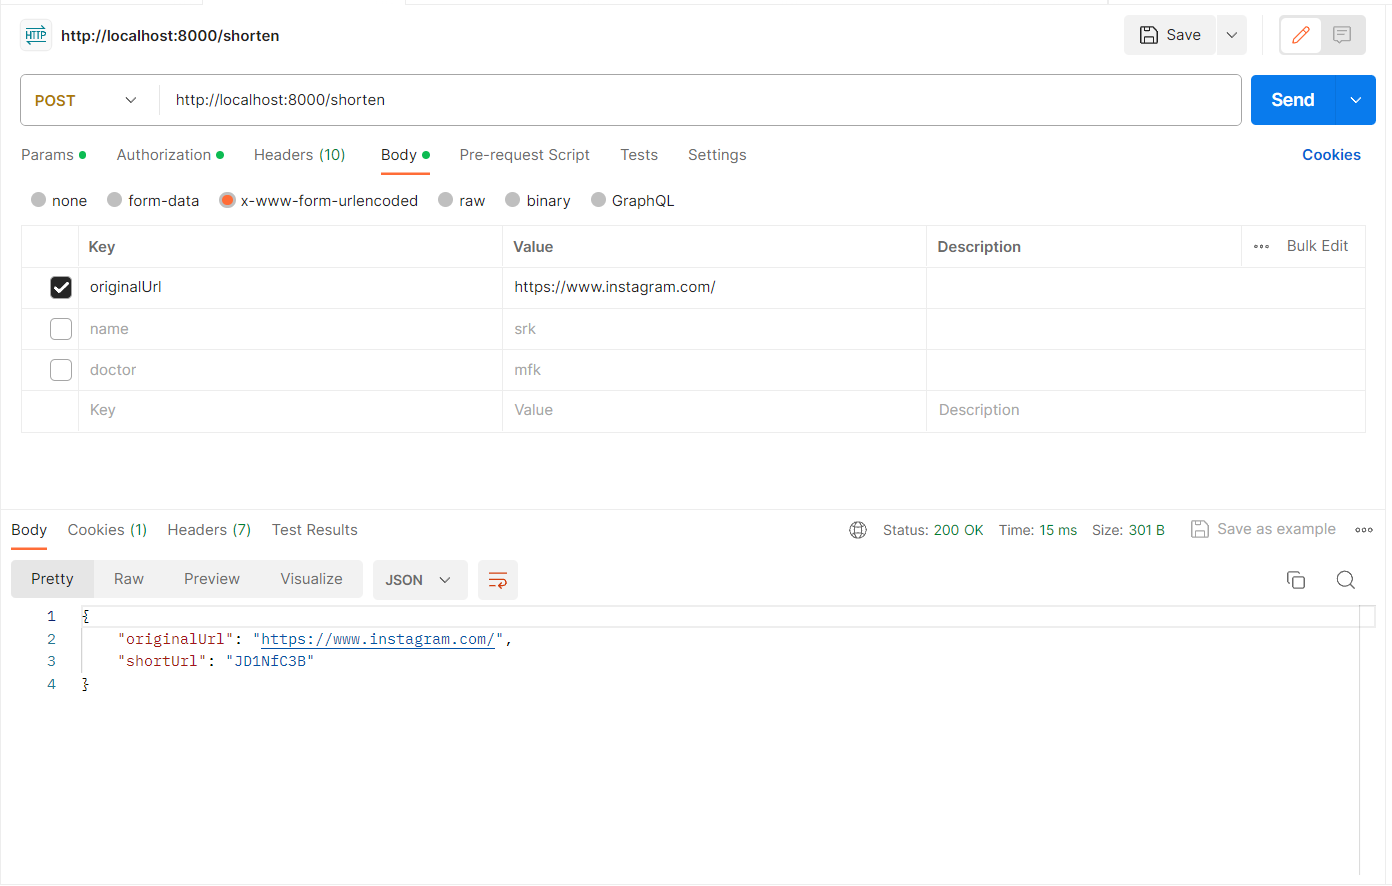 HTTP http://localhost:8000/shorten Save
POST http://localhost:8000/shorten Send
Params Authorization Headers (10) Body Pre-request Script Tests Settings Cookies
none form-data x-www-form-urlencoded raw binary GraphQL
Key Value Description Bulk Edit
originalUrl https://www.instagram.com/
name srk
doctor mfk
Key Value Description
Body Cookies (1) Headers (7) Test Results Status: 200 OK Time: 15 ms Size: 301 B Save as example
Pretty Raw Preview Visualize JSON
1 {
2 "originalUrl": "https://www.instagram.com/",
3 "shortUrl": "JD1NfC3B"
4 }